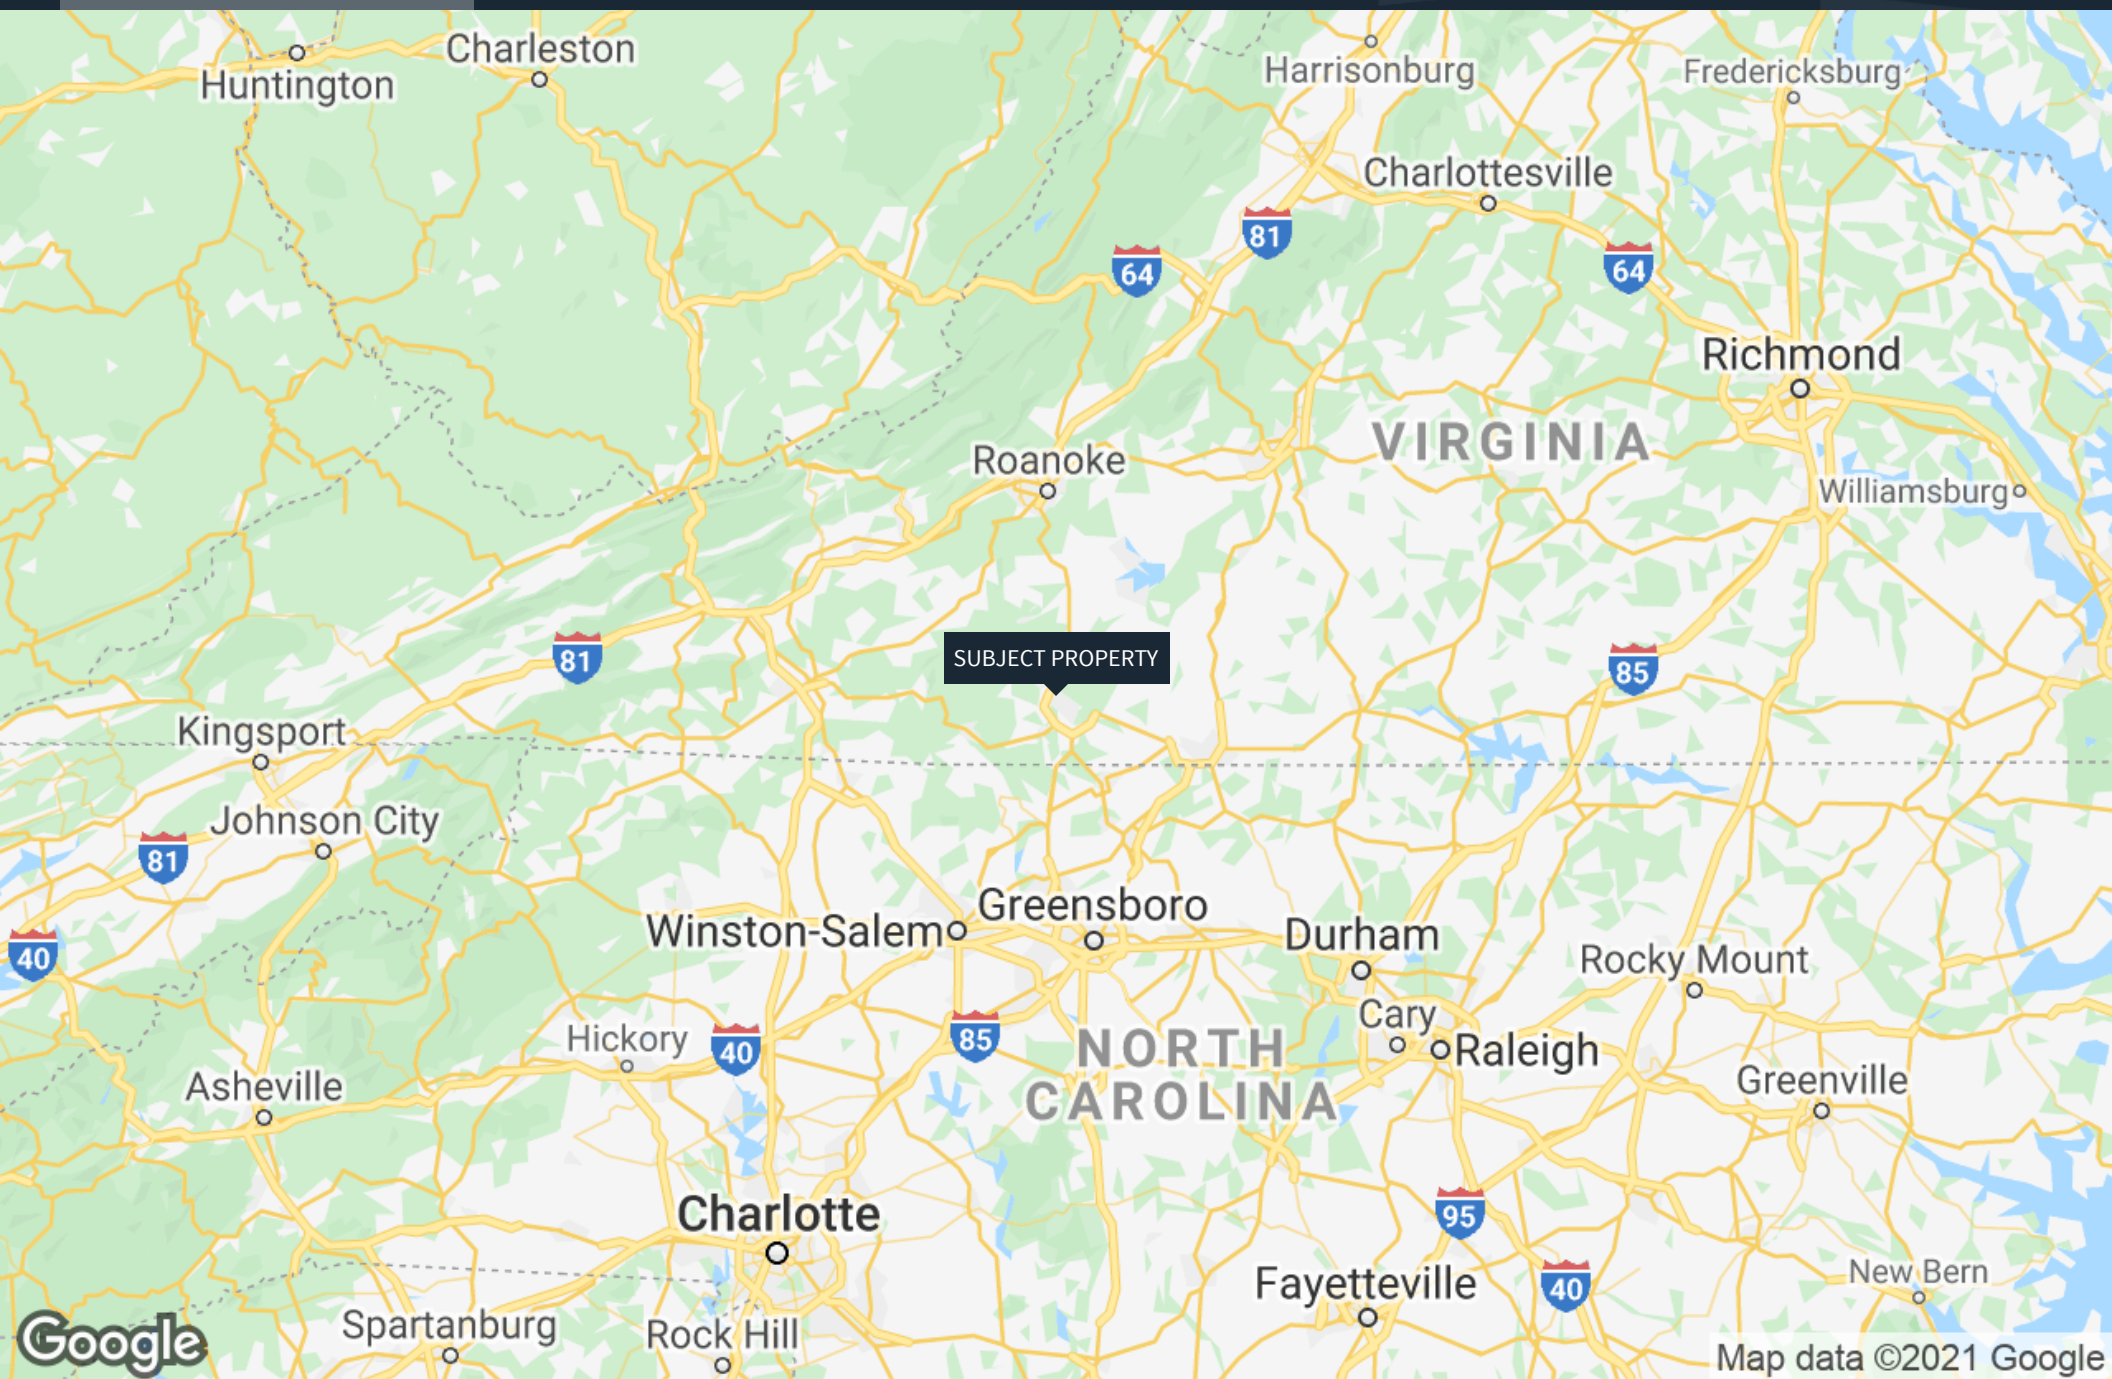 Huntington
Charleston
Harrisonburg
Fredericksburg
Charlottesville
81
64
64
Richmond
VIRGINIA
Roanoke
Williamsburg
SUBJECT PROPERTY
81
85
Kingsport
Johnson City
81
40
Winston-Salem
Greensboro
Durham
Rocky Mount
Cary
Raleigh
Hickory
40
85
NORTH
CAROLINA
Asheville
Greenville
Charlotte
95
Fayetteville
40
New Bern
Spartanburg
Rock Hill
Google
Map data ©2021 Google